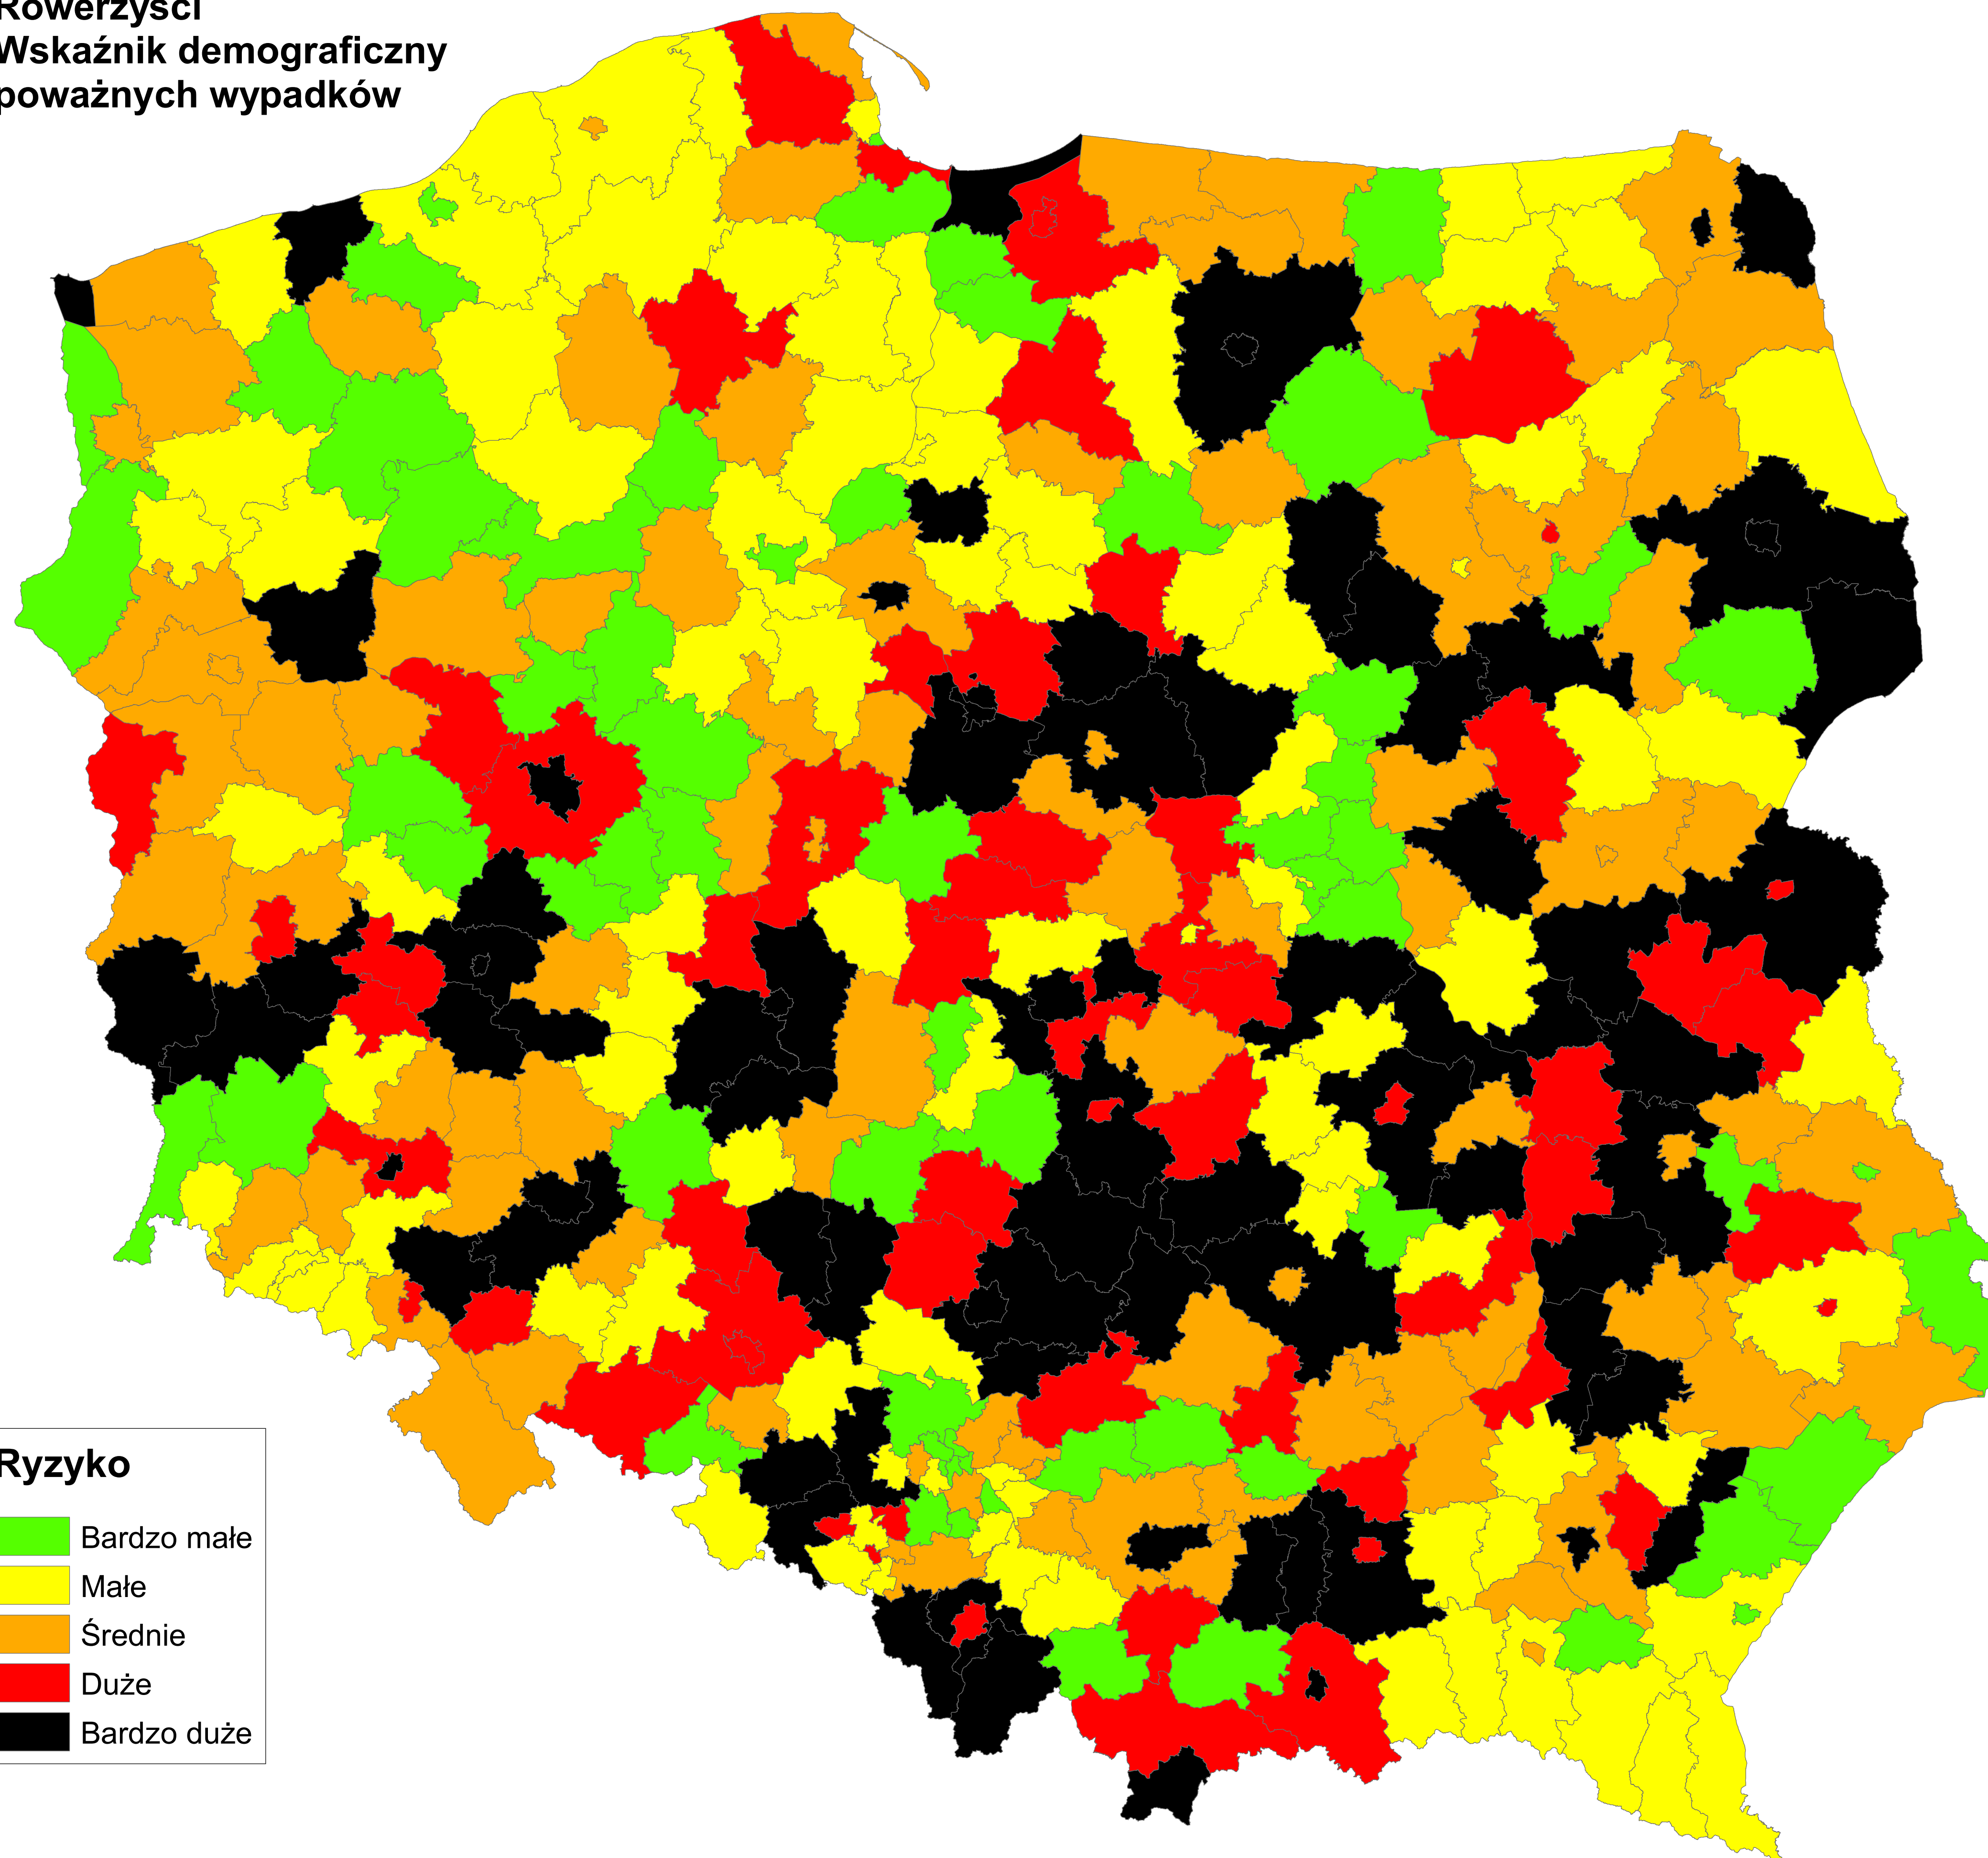 Rowerzyści
Wskaźnik demograficzny
poważnych wypadków
Ryzyko
Bardzo małe
Małe
Średnie
Duże
Bardzo duże